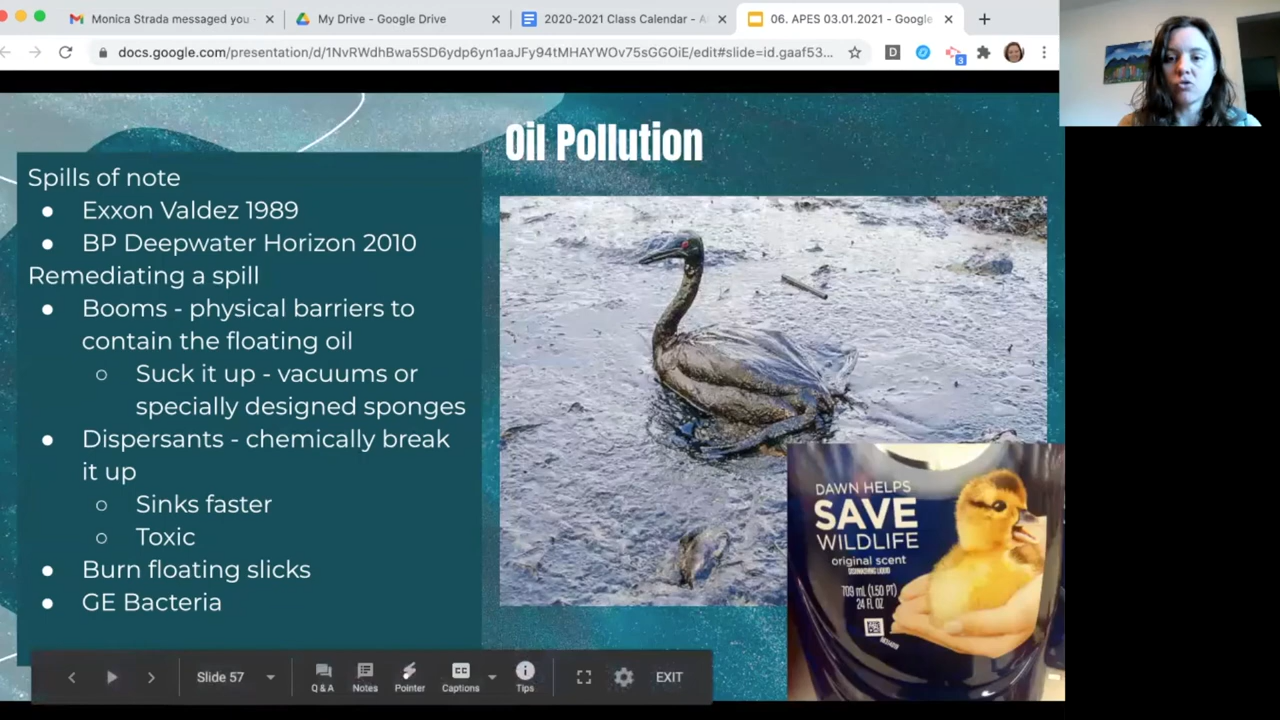 Monica Strada messaged you -
My Drive - Google Drive
2020-2021 Class Calendar -
06. APES 03.01.2021 - Google
docs.google.com/presentation/d/1NvRWdhBwa5SD6ydp6yn1aaJFy94tMHAYWOv75sGGOiE/edit#slide=id.gaaf53...
D
3
Oil Pollution
Spills of note
● Exxon Valdez 1989
● BP Deepwater Horizon 2010
Remediating a spill
● Booms - physical barriers to
contain the floating oil
○ Suck it up - vacuums or
specially designed sponges
● Dispersants - chemically break
it up
○ Sinks faster
○ Toxic
● Burn floating slicks
● GE Bacteria
DAWN HELPS
SAVE
WILDLIFE
original scent
DISHWASHING LIQUID
709 mL (1.50 PT)
24 FL OZ
Slide 57
Q & A
Notes
Pointer
CC
Captions
Tips
EXIT